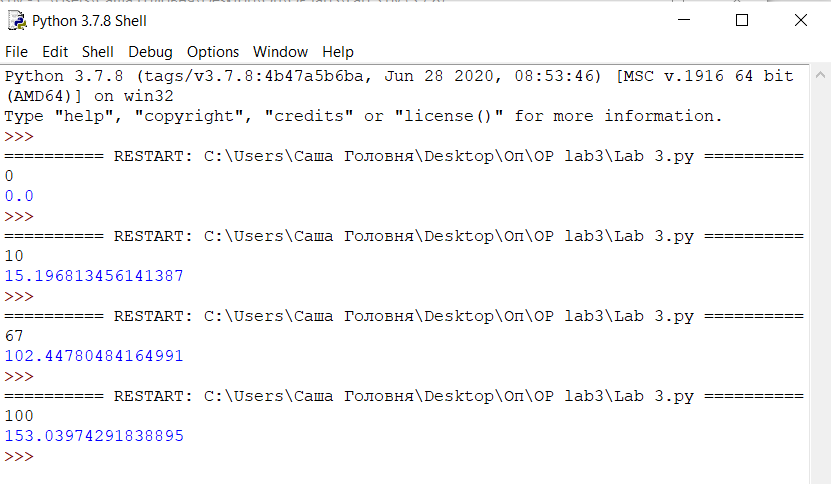 Python 3.7.8 Shell
File Edit Shell Debug Options Window Help
Python 3.7.8 (tags/v3.7.8:4b47a5b6ba, Jun 28 2020, 08:53:46) [MSC v.1916 64 bit
(AMD64)] on win32
Type "help", "copyright", "credits" or "license()" for more information.
>>>
========== RESTART: C:\Users\Саша Головня\Desktop\Оп\OP lab3\Lab 3.py ==========
0
0.0
>>>
========== RESTART: C:\Users\Саша Головня\Desktop\Оп\OP lab3\Lab 3.py ==========
10
15.196813456141387
>>>
========== RESTART: C:\Users\Саша Головня\Desktop\Оп\OP lab3\Lab 3.py ==========
67
102.44780484164991
>>>
========== RESTART: C:\Users\Саша Головня\Desktop\Оп\OP lab3\Lab 3.py ==========
100
153.03974291838895
>>>